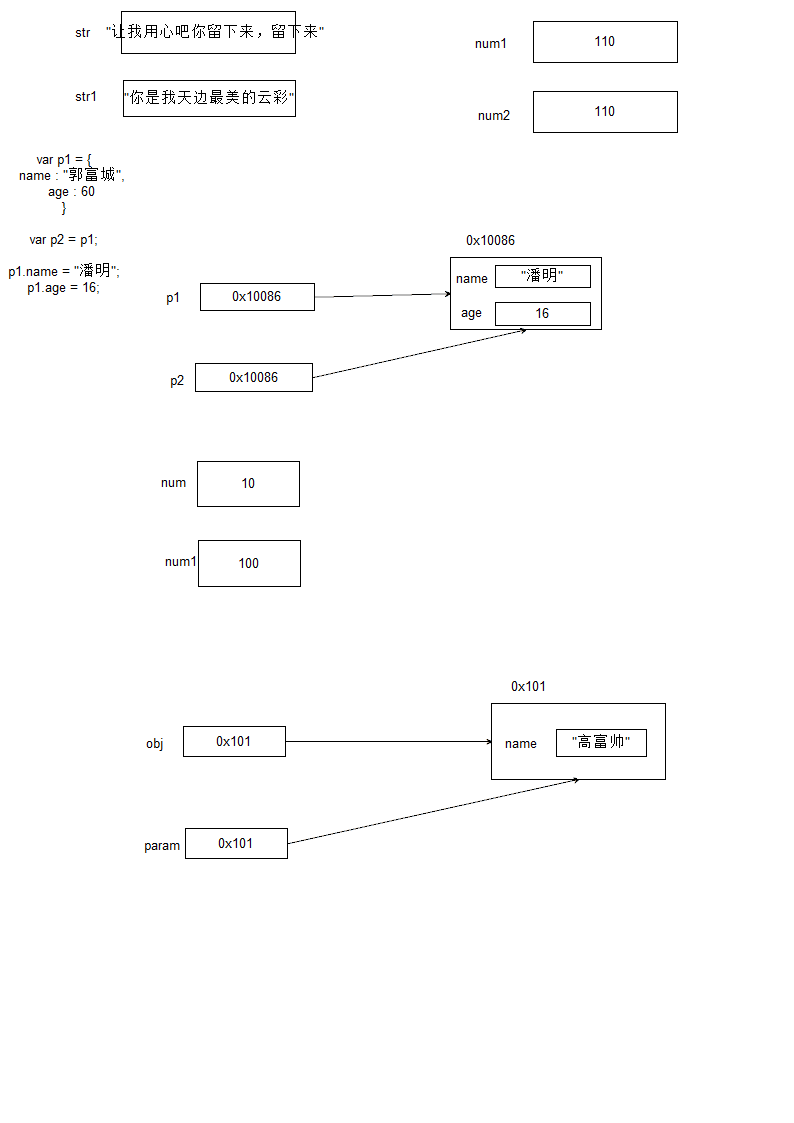 str "让我用心吧你留下来，留下来"
num1 110
str1 "你是我天边最美的云彩"
num2 110
var p1 = {
name : "郭富城",
age : 60
}
var p2 = p1;
p1.name = "潘明";
p1.age = 16;
0x10086
name "潘明"
p1 0x10086
age 16
p2 0x10086
num 10
num1 100
0x101
obj 0x101
name "高富帅"
param 0x101